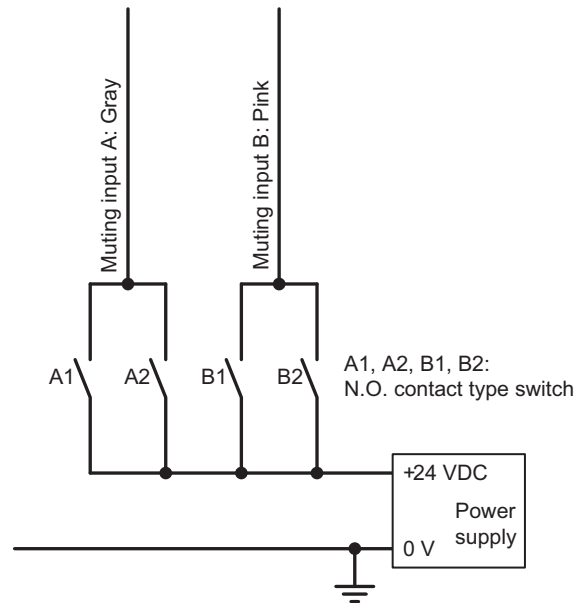 Muting input A: Gray
Muting input B: Pink
A1
A2
B1
B2
A1, A2, B1, B2:
N.O. contact type switch
+24 VDC
Power
supply
0 V